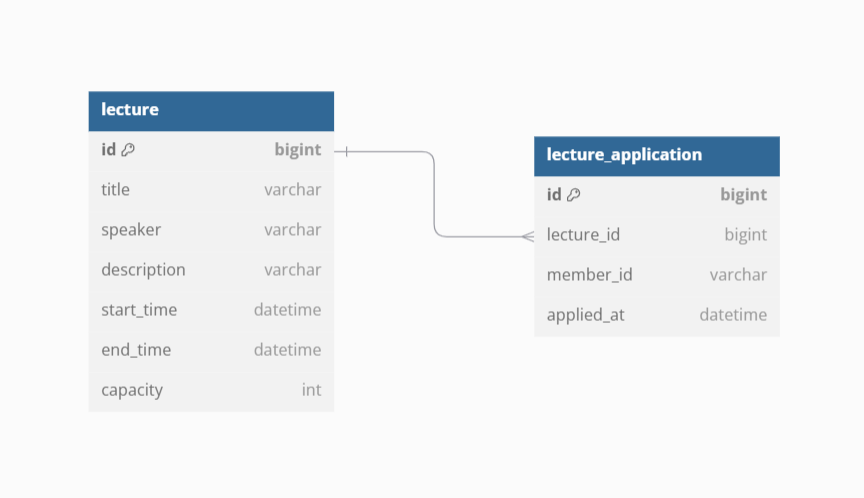 lecture
id bigint
title varchar
speaker varchar
description varchar
start_time datetime
end_time datetime
capacity int
lecture_application
id bigint
lecture_id bigint
member_id varchar
applied_at datetime